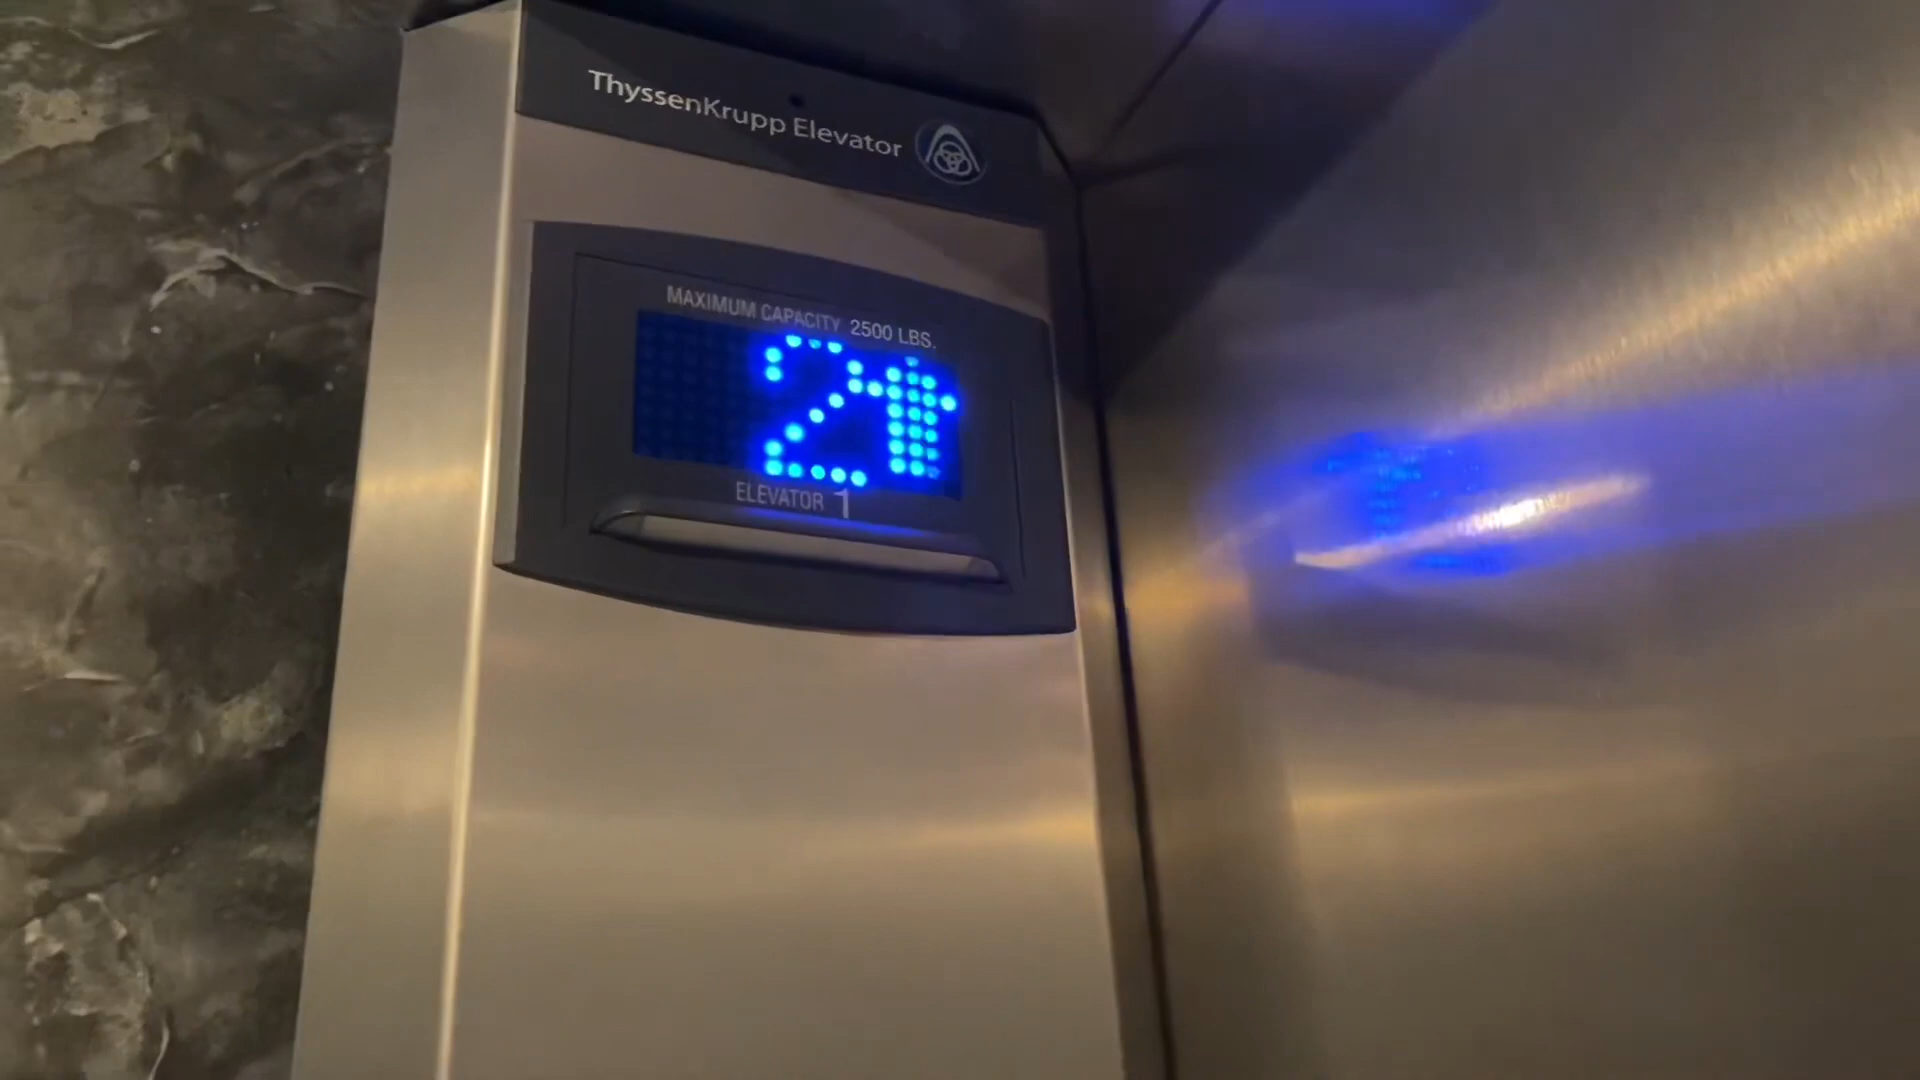 ThyssenKrupp Elevator
MAXIMUM CAPACITY 2500 LBS.
2↑
ELEVATOR 1